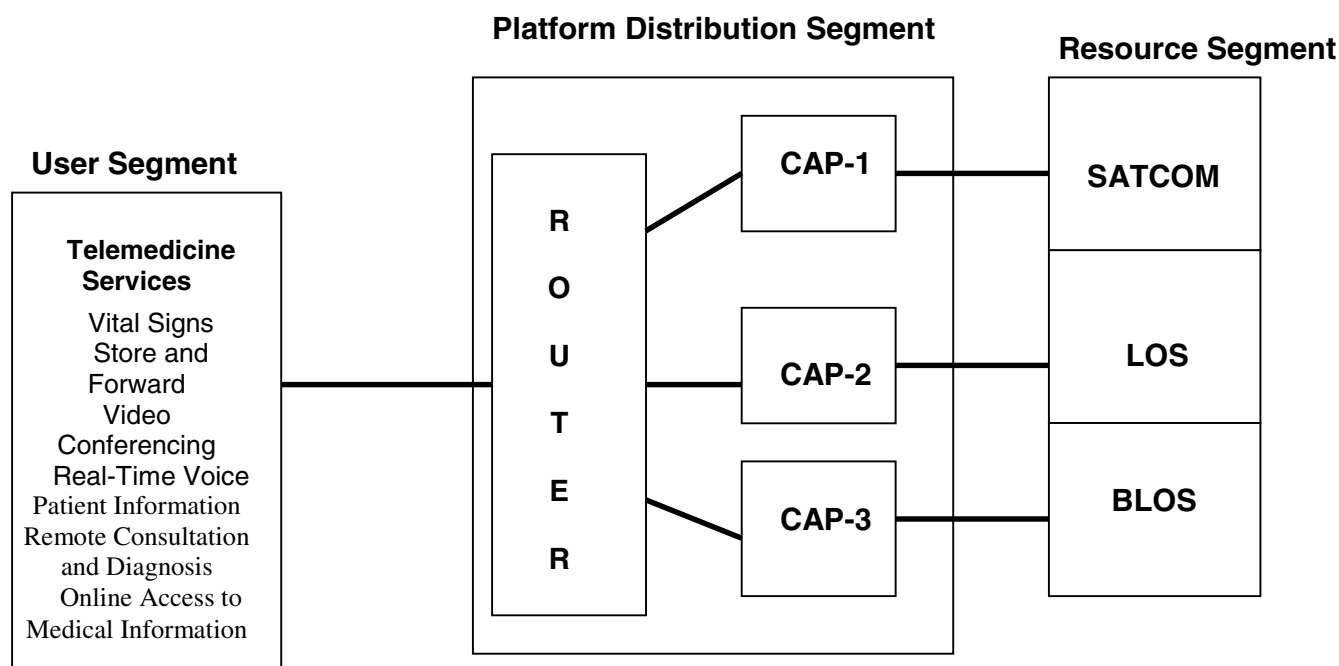 Platform Distribution Segment
Resource Segment
User Segment
Telemedicine
Services
Vital Signs
Store and
Forward
Video
Conferencing
Real-Time Voice
Patient Information
Remote Consultation
and Diagnosis
Online Access to
Medical Information
R
O
U
T
E
R
CAP-1
CAP-2
CAP-3
SATCOM
LOS
BLOS